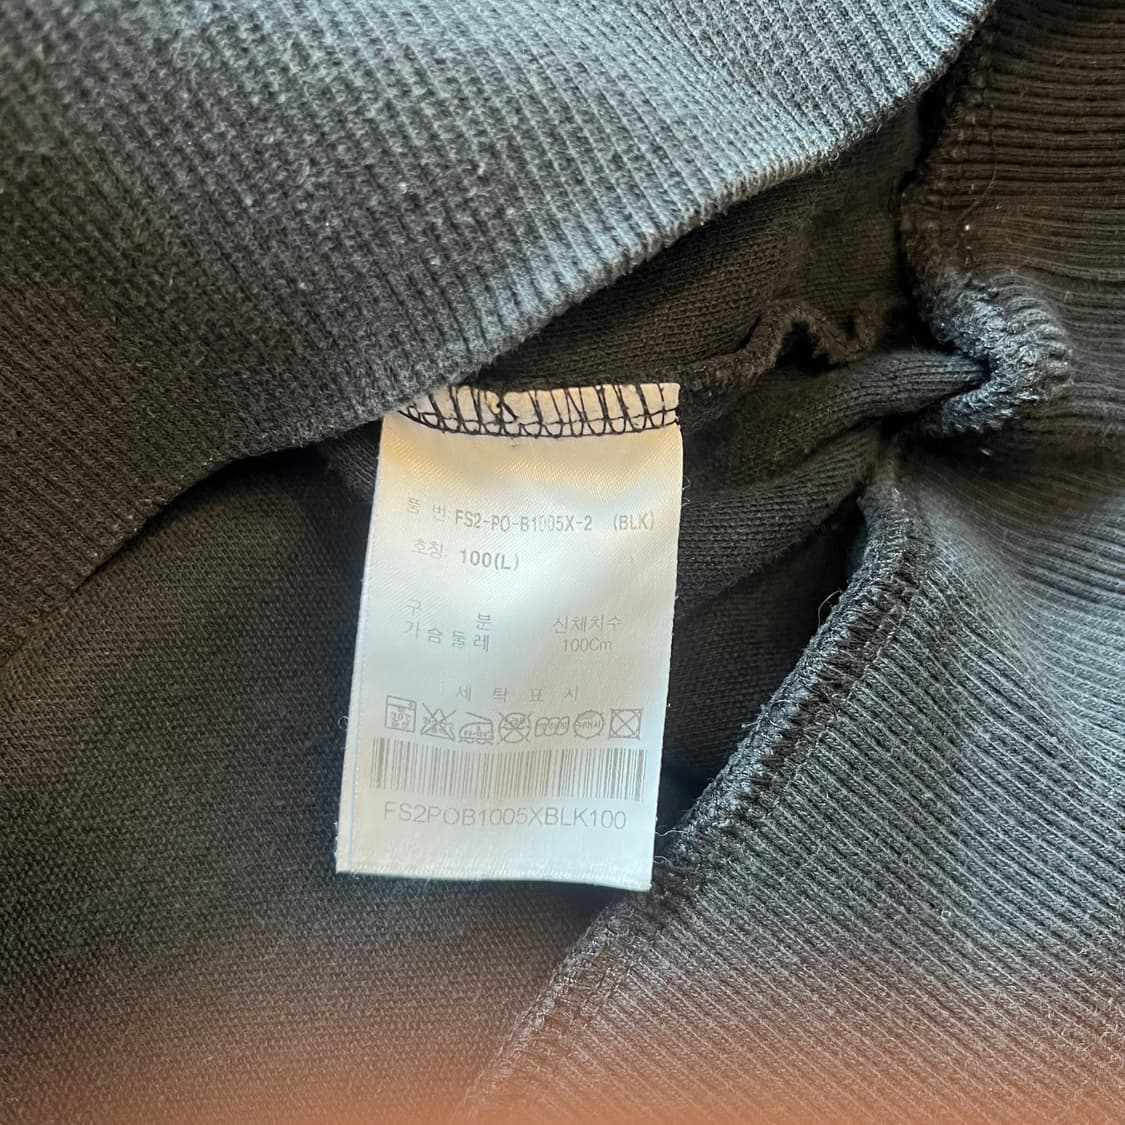 품 번 FS2-PO-B1005X-2 (BLK)
호칭: 100(L)
구 분 신체치수
가슴둘레 100Cm
세 탁 표 시
FS2POB1005XBLK100